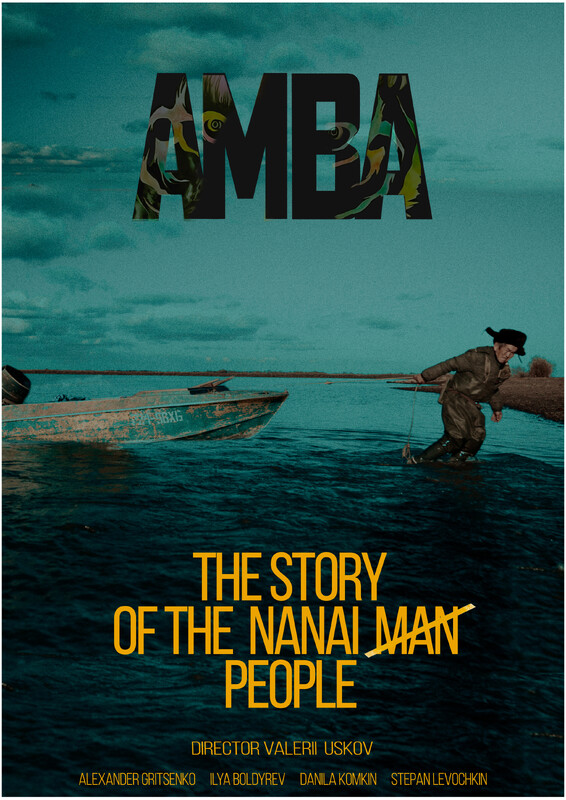 AMBA
THE STORY
OF THE NANAI MAN
PEOPLE
DIRECTOR VALERII USKOV
ALEXANDER GRITSENKO ILYA BOLDYREV DANILA KOMKIN STEPAN LEVOCHKIN